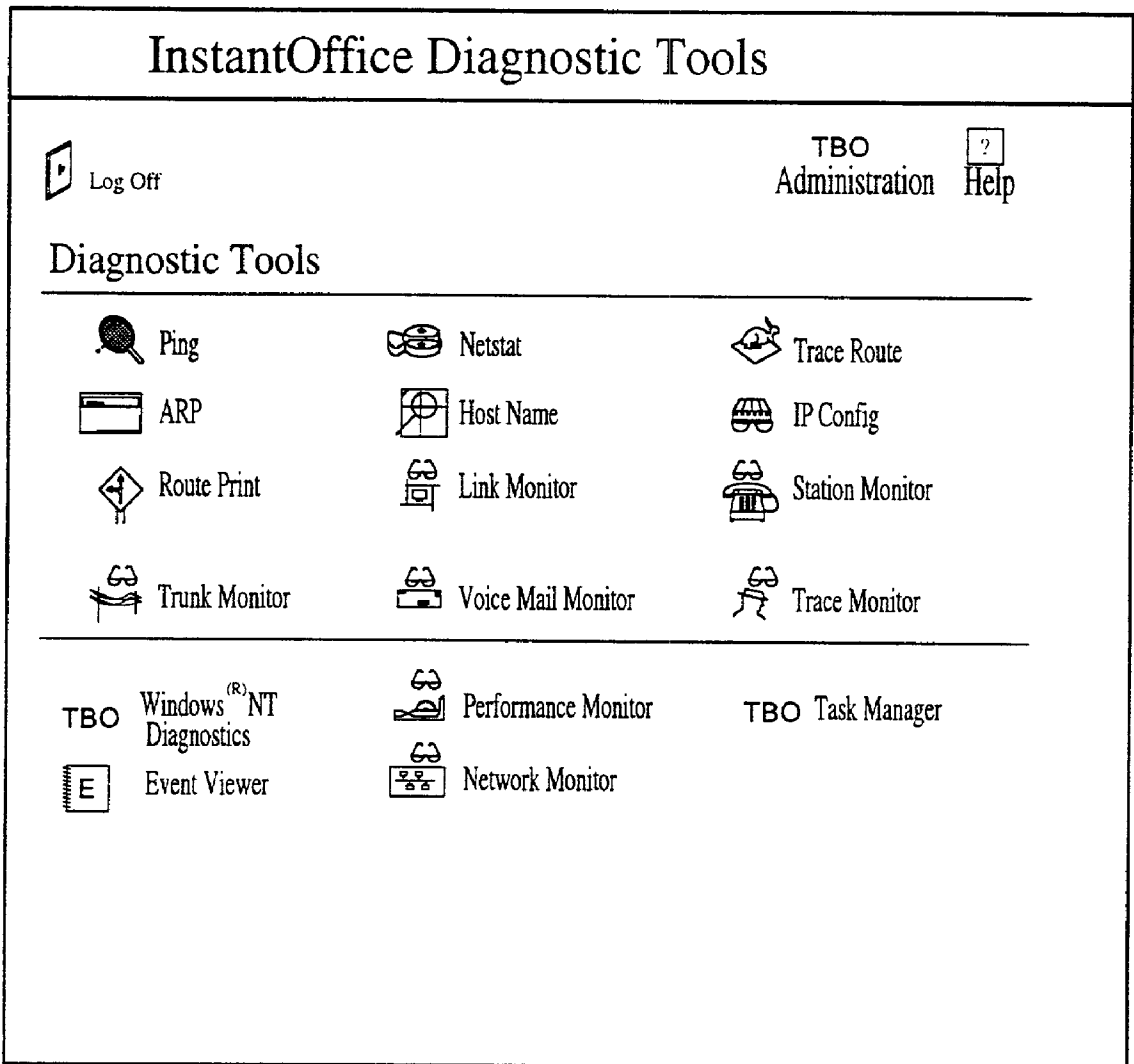 InstantOffice Diagnostic Tools
Log Off
TBO
Administration
?
Help
Diagnostic Tools
Ping
Netstat
Trace Route
ARP
Host Name
IP Config
Route Print
Link Monitor
Station Monitor
Trunk Monitor
Voice Mail Monitor
Trace Monitor
TBO
Windows (R) NT
Diagnostics
Performance Monitor
TBO Task Manager
E
Event Viewer
Network Monitor